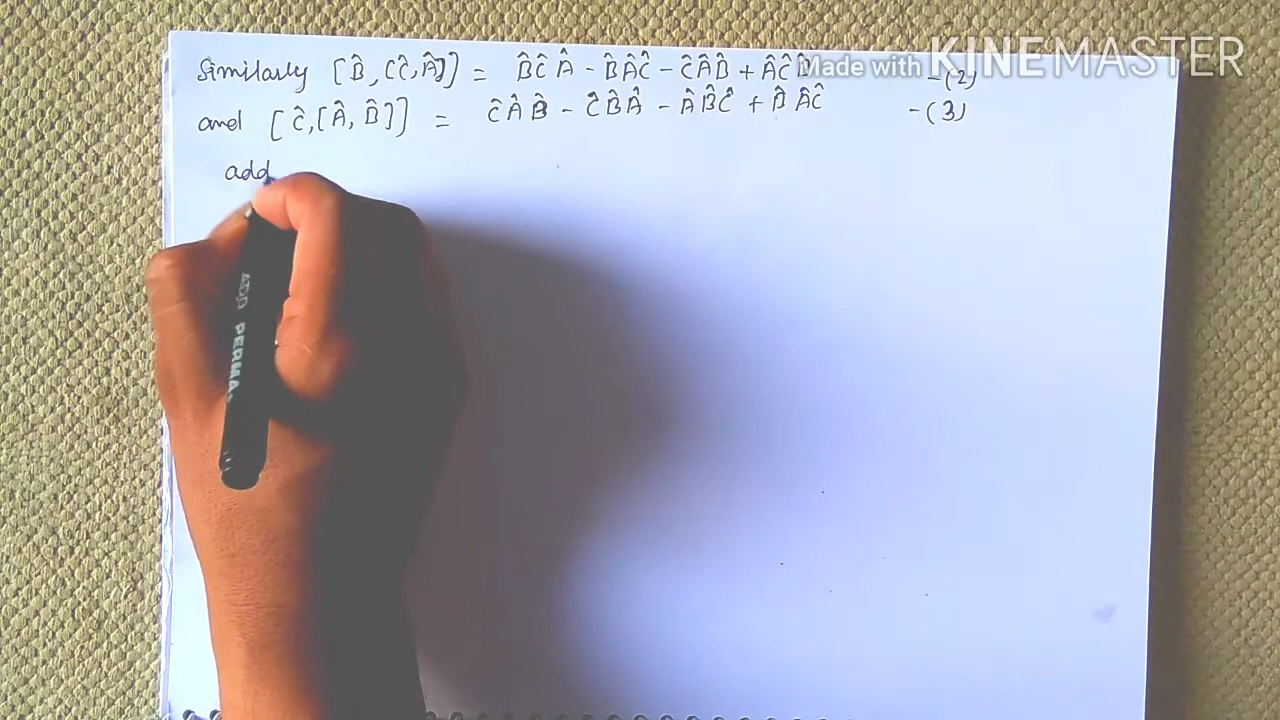 Similarly [B̂, [Ĉ, Â]] = B̂ĈÂ - B̂ÂĈ - ĈÂB̂ + ÂĈB̂ -(2)
and [Ĉ, [Â, B̂]] = ĈÂB̂ - ĈB̂Â - ÂB̂Ĉ + B̂ÂĈ -(3)
add
Made with KINEMASTER